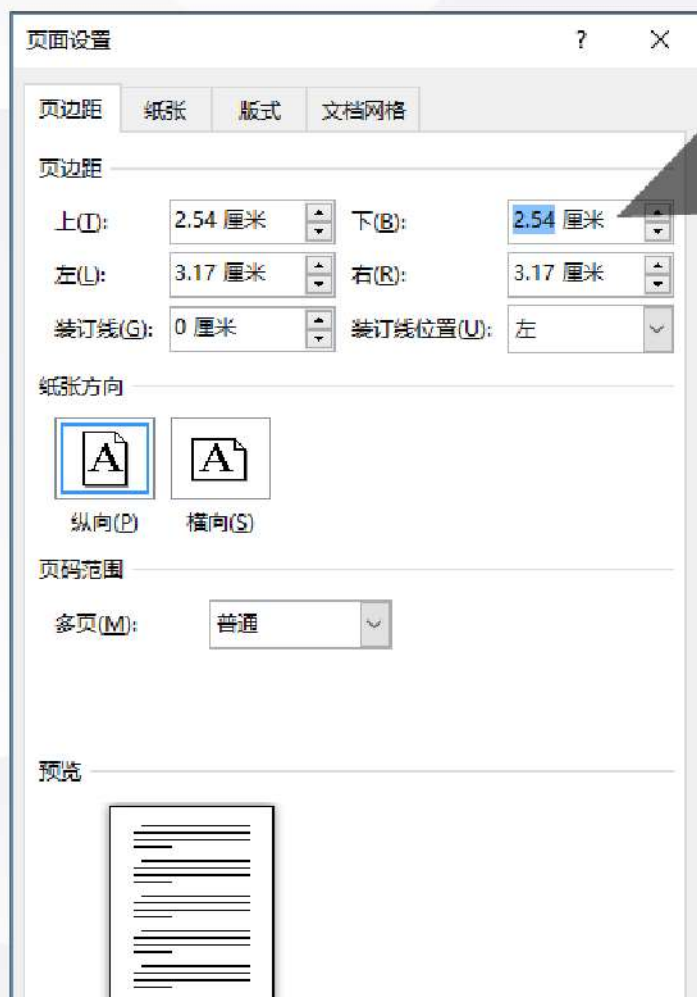 页面设置 ? ×
页边距 纸张 版式 文档网格
页边距
上(T): 2.54 厘米 下(B): 2.54 厘米
左(L): 3.17 厘米 右(R): 3.17 厘米
装订线(G): 0 厘米 装订线位置(U): 左
纸张方向
A A
纵向(P) 横向(S)
页码范围
多页(M): 普通
预览